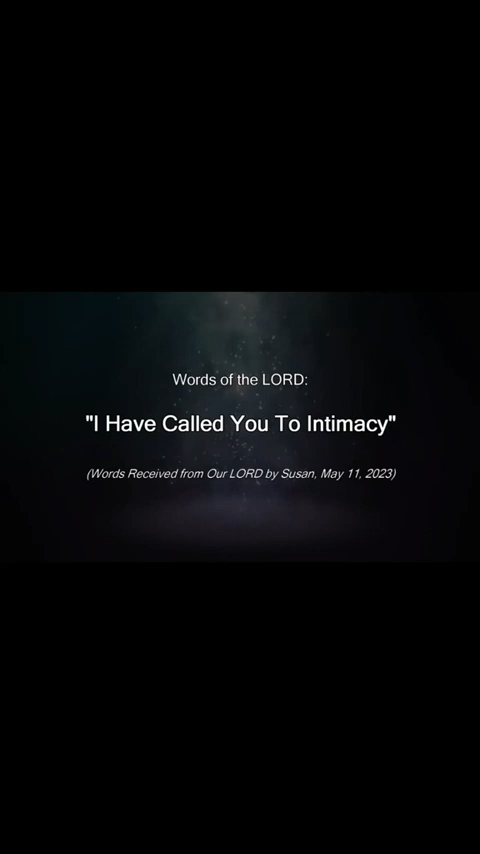 Words of the LORD:
"I Have Called You To Intimacy"
(Words Received from Our LORD by Susan, May 11, 2023)